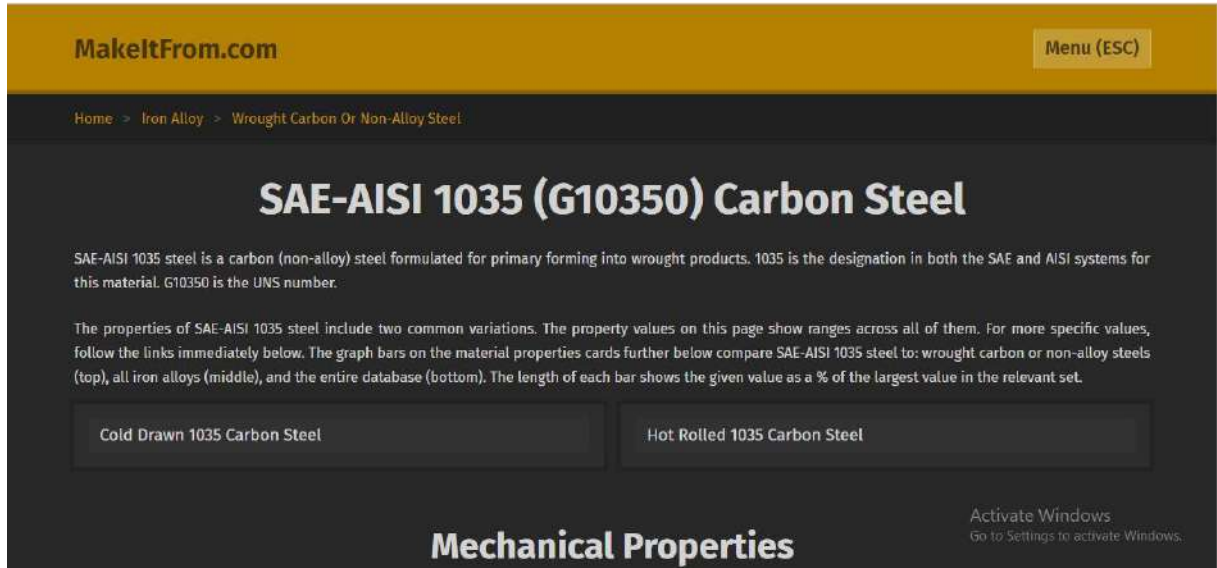 MakeItFrom.com
Menu (ESC)
Home > Iron Alloy > Wrought Carbon Or Non-Alloy Steel
SAE-AISI 1035 (G10350) Carbon Steel
SAE-AISI 1035 steel is a carbon (non-alloy) steel formulated for primary forming into wrought products. 1035 is the designation in both the SAE and AISI systems for
this material. G10350 is the UNS number.
The properties of SAE-AISI 1035 steel include two common variations. The property values on this page show ranges across all of them. For more specific values,
follow the links immediately below. The graph bars on the material properties cards further below compare SAE-AISI 1035 steel to: wrought carbon or non-alloy steels
(top), all iron alloys (middle), and the entire database (bottom). The length of each bar shows the given value as a % of the largest value in the relevant set.
Cold Drawn 1035 Carbon Steel
Hot Rolled 1035 Carbon Steel
Mechanical Properties
Activate Windows
Go to Settings to activate Windows.